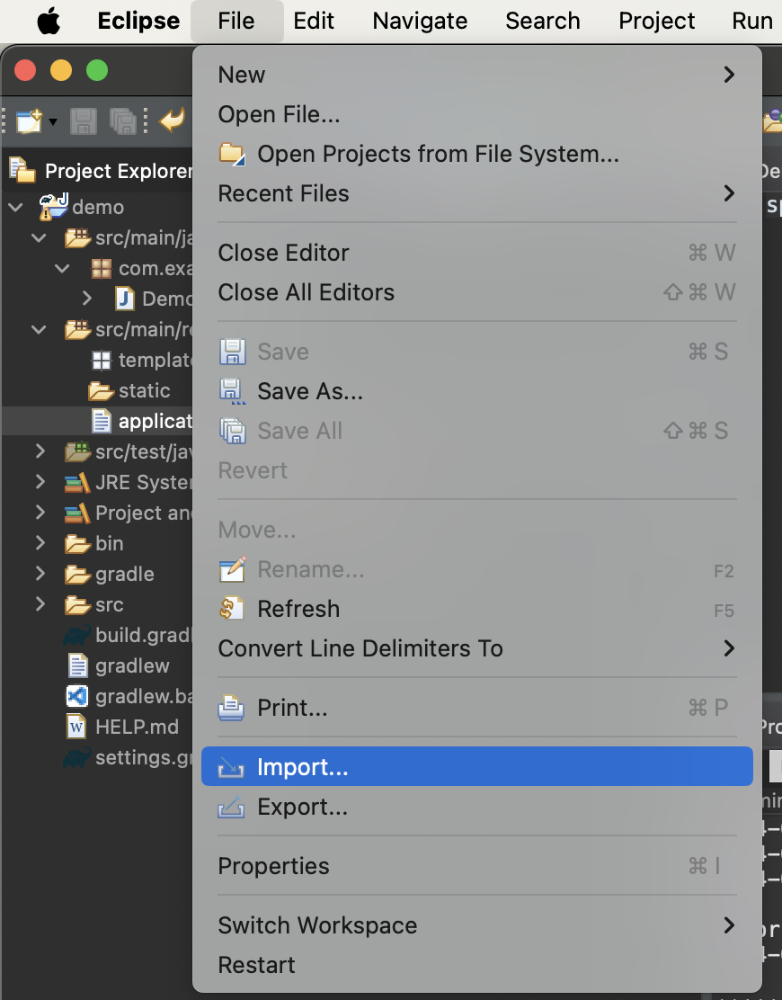 Eclipse File Edit Navigate Search Project Run
New
Open File...
Open Projects from File System...
Recent Files
Close Editor ⌘ W
Close All Editors ⇧ ⌘ W
Save ⌘ S
Save As...
Save All ⇧ ⌘ S
Revert
Move...
Rename... F2
Refresh F5
Convert Line Delimiters To
Print... ⌘ P
Import...
Export...
Properties ⌘ I
Switch Workspace
Restart
Project Explorer
demo
src/main/ja
com.exa
J Demo
src/main/re
template
static
applicat
src/test/jav
JRE System
Project and
bin
gradle
src
build.gradl
gradlew
gradlew.ba
W HELP.md
settings.gr